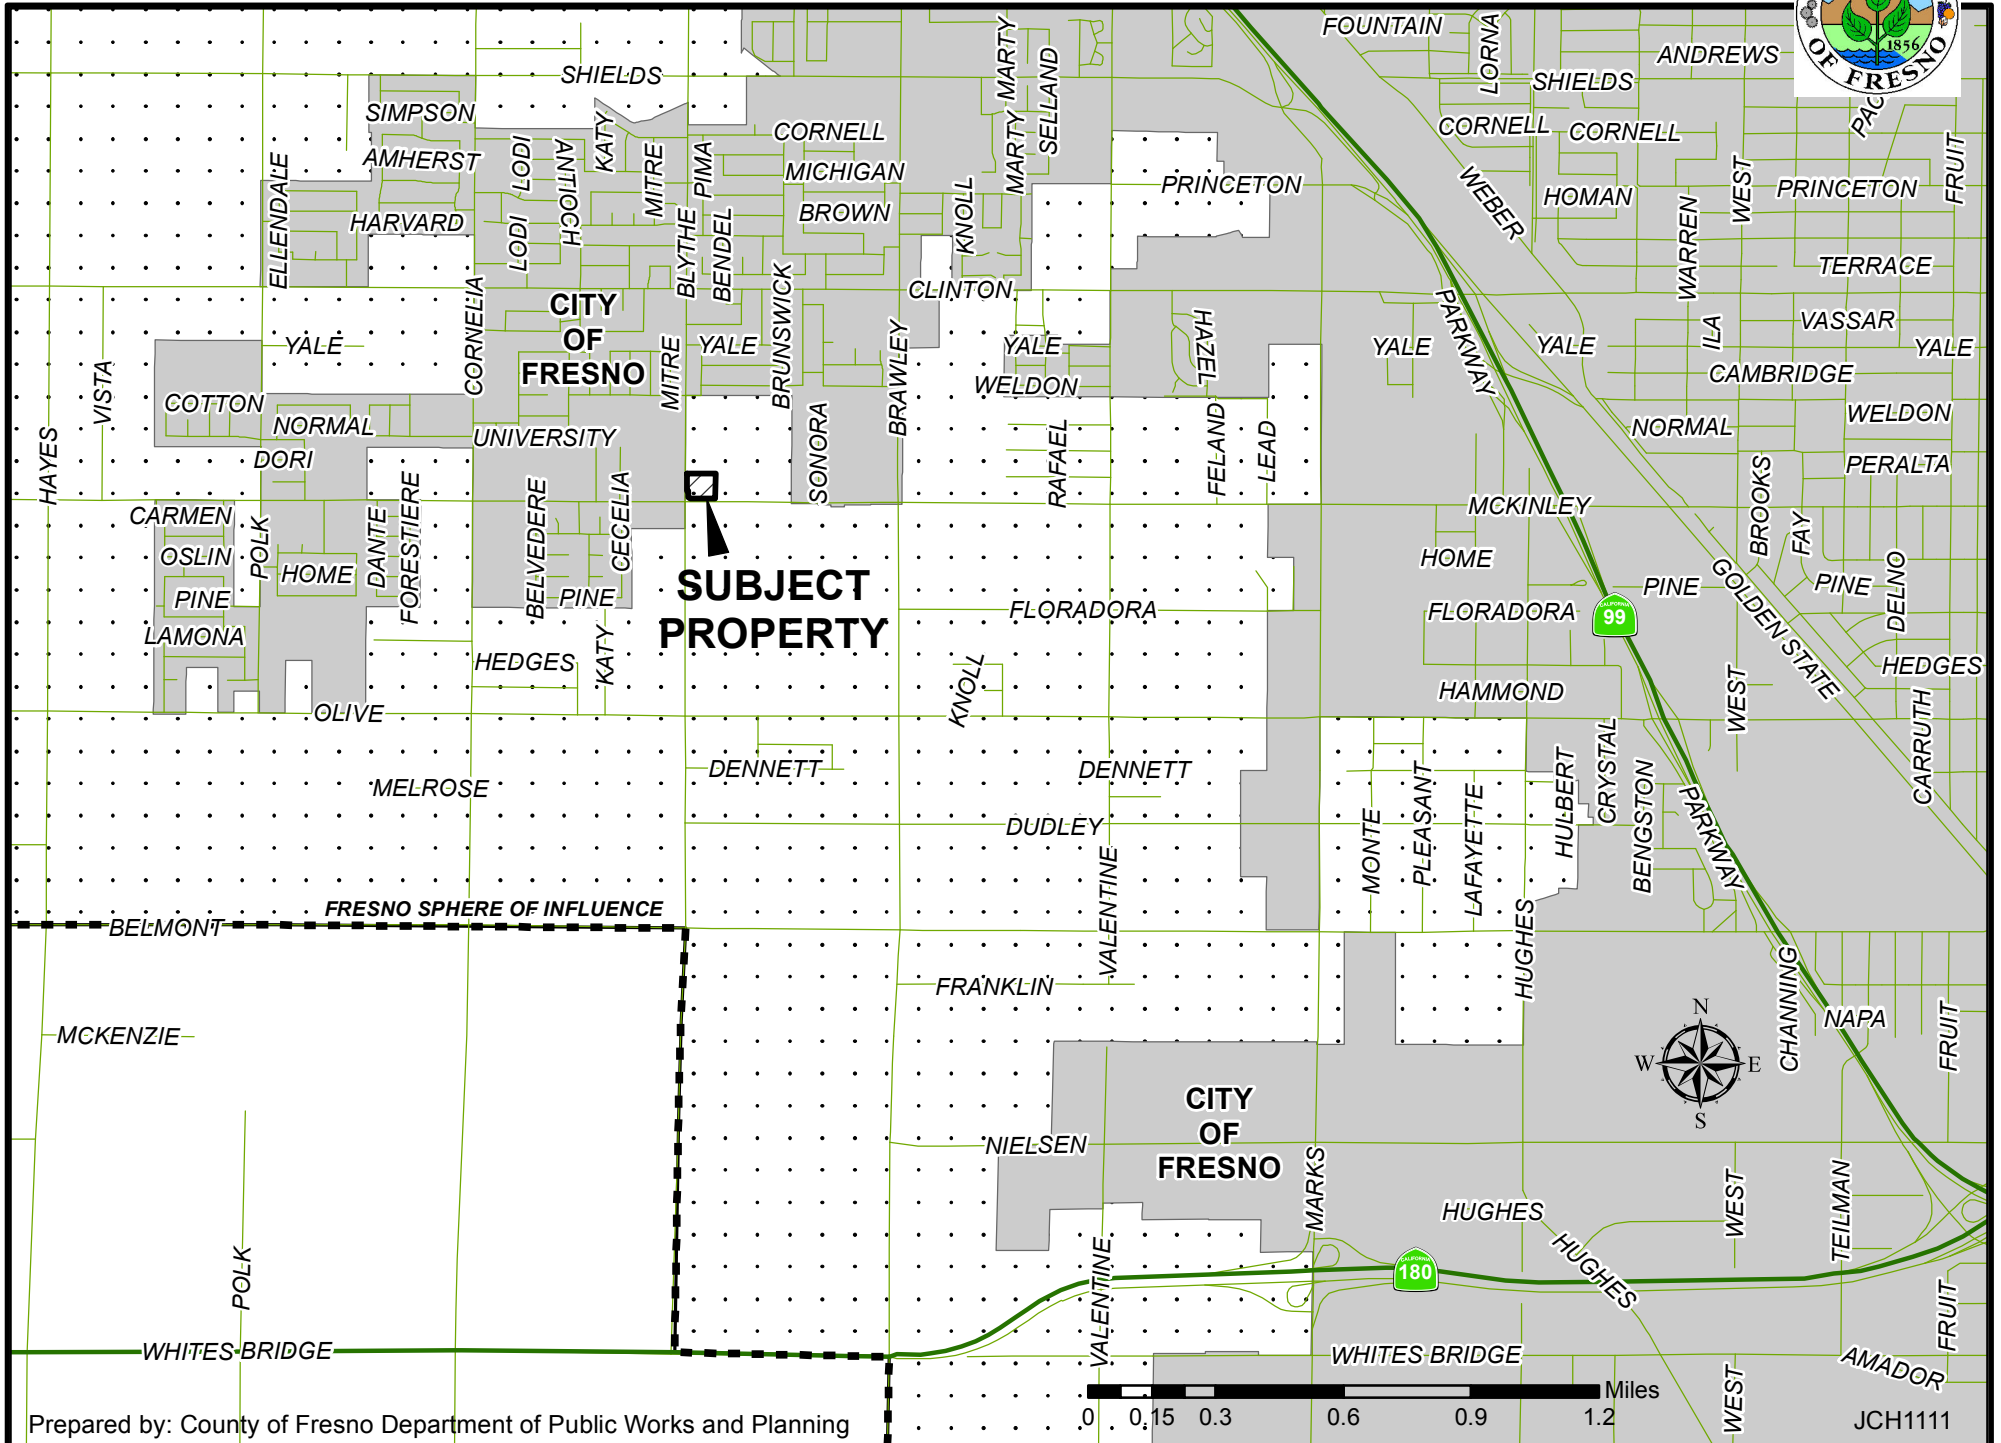 FOUNTAIN
LORNA
ANDREWS
1856
OF FRESNO
SHIELDS
SHIELDS
MARTY
MARTY
SELLAND
SIMPSON
CORNELL
CORNELL
CORNELL
AMHERST
LODI
ANTIOCH
KATY
MITRE
PIMA
MICHIGAN
PRINCETON
WEBER
HOMAN
WEST
PRINCETON
FRUIT
ELLENDALE
HARVARD
LODI
BLYTHE
BENDEL
BROWN
KNOLL
WARREN
TERRACE
CLINTON
CITY
OF
FRESNO
CORNELIA
BRUNSWICK
PARKWAY
YALE
YALE
YALE
HAZEL
YALE
YALE
ILA
VASSAR
YALE
VISTA
MITRE
BRAWLEY
WELDON
CAMBRIDGE
COTTON
NORMAL
UNIVERSITY
SONORA
RAFAEL
FELAND
LEAD
NORMAL
WELDON
HAYES
DORI
PERALTA
CARMEN
POLK
DANTE
FORESTIERE
BELVEDERE
CECELIA
MCKINLEY
BROOKS
FAY
OSLIN
HOME
HOME
PINE
PINE
SUBJECT
PROPERTY
FLORADORA
FLORADORA
CALIFORNIA
99
PINE
GOLDEN STATE
PINE
DELNO
LAMONA
HEDGES
KATY
KNOLL
HAMMOND
WEST
HEDGES
OLIVE
CARRUTH
DENNETT
DENNETT
MELROSE
DUDLEY
MONTE
PLEASANT
LAFAYETTE
HULBERT
CRYSTAL
BENGSTON
PARKWAY
FRESNO SPHERE OF INFLUENCE
BELMONT
VALENTINE
HUGHES
FRANKLIN
CHANNING
NAPA
FRUIT
MCKENZIE
N
W
E
S
CITY
OF
FRESNO
NIELSEN
MARKS
WEST
TEILMAN
HUGHES
HUGHES
POLK
VALENTINE
CALIFORNIA
180
FRUIT
WHITES BRIDGE
WHITES BRIDGE
AMADOR
WEST
Miles
0 0.15 0.3 0.6 0.9 1.2
Prepared by: County of Fresno Department of Public Works and Planning
JCH1111